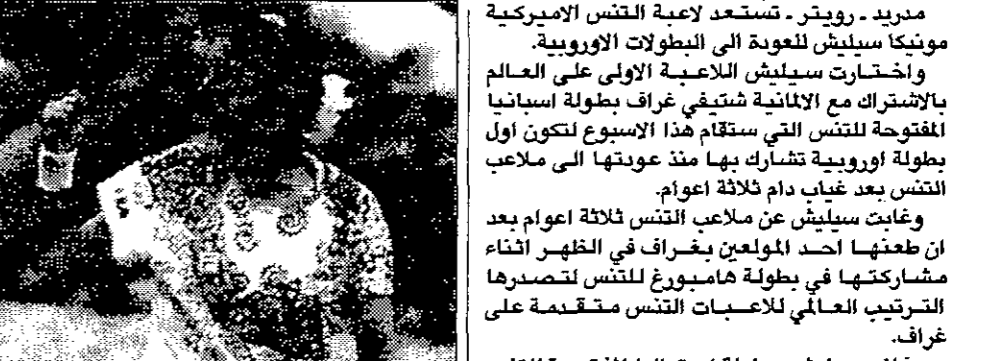 مدريد ـ رويتر ـ تستعد لاعبة التنس الاميركية
مونيكا سيليش للعودة الى البطولات الاوروبية.
واختارت سيليش اللاعبة الاولى على العالم
بالاشتراك مع الالمانية شتيفي غراف بطولة اسبانيا
المفتوحة للتنس التي ستقام هذا الاسبوع لتكون اول
بطولة اوروبية تشارك بها منذ عودتها الى ملاعب
التنس بعد غياب دام ثلاثة اعوام.
وغابت سيليش عن ملاعب التنس ثلاثة اعوام بعد
ان طعنها احد المولعين بغراف في الظهر اثناء
مشاركتها في بطولة هامبورغ للتنس لتصدرها
الترتيب العالمي للاعبات التنس متقدمة على
غراف.